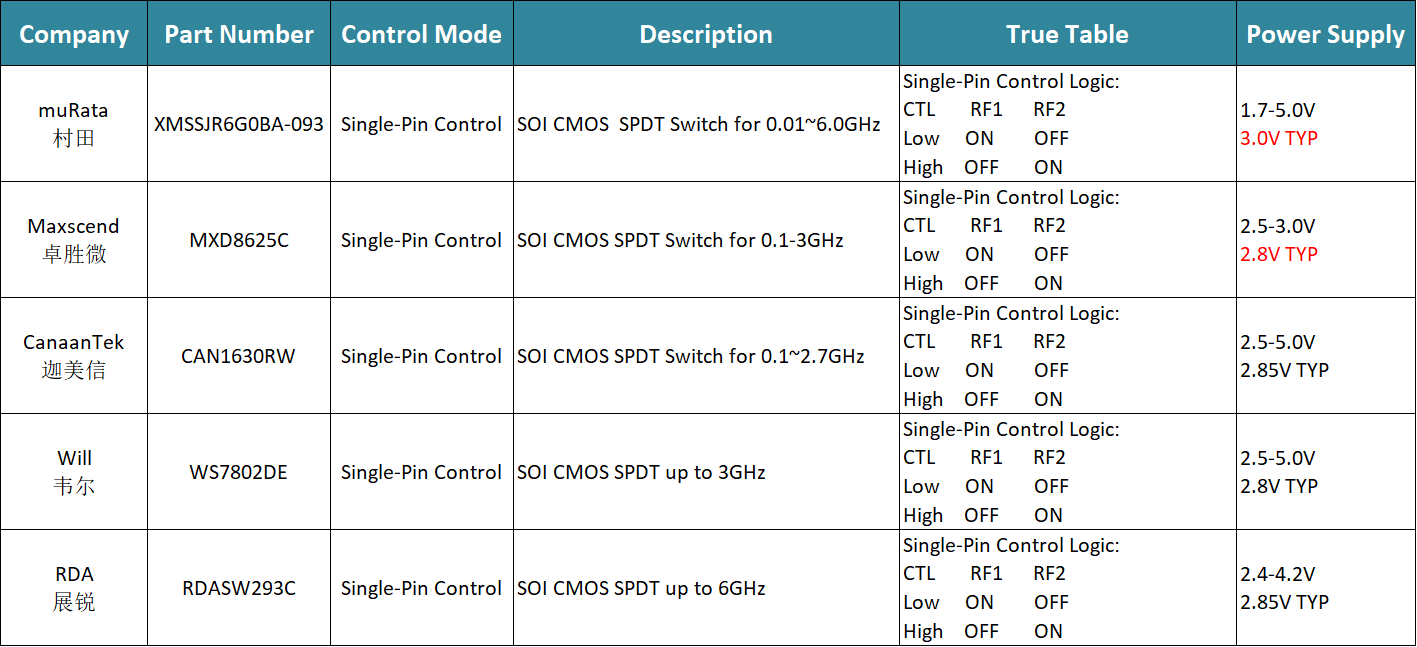 Company Part Number Control Mode Description True Table Power Supply
muRata
村田
XMSSJR6G0BA-093
Single-Pin Control
SOI CMOS  SPDT Switch for 0.01~6.0GHz
Single-Pin Control Logic:
CTL RF1 RF2
Low ON OFF
High OFF ON
1.7-5.0V
3.0V TYP
Maxscend
卓胜微
MXD8625C
Single-Pin Control
SOI CMOS SPDT Switch for 0.1-3GHz
Single-Pin Control Logic:
CTL RF1 RF2
Low ON OFF
High OFF ON
2.5-3.0V
2.8V TYP
CanaanTek
迦美信
CAN1630RW
Single-Pin Control
SOI CMOS SPDT Switch for 0.1~2.7GHz
Single-Pin Control Logic:
CTL RF1 RF2
Low ON OFF
High OFF ON
2.5-5.0V
2.85V TYP
Will
韦尔
WS7802DE
Single-Pin Control
SOI CMOS SPDT up to 3GHz
Single-Pin Control Logic:
CTL RF1 RF2
Low ON OFF
High OFF ON
2.5-5.0V
2.8V TYP
RDA
展锐
RDASW293C
Single-Pin Control
SOI CMOS SPDT up to 6GHz
Single-Pin Control Logic:
CTL RF1 RF2
Low ON OFF
High OFF ON
2.4-4.2V
2.85V TYP